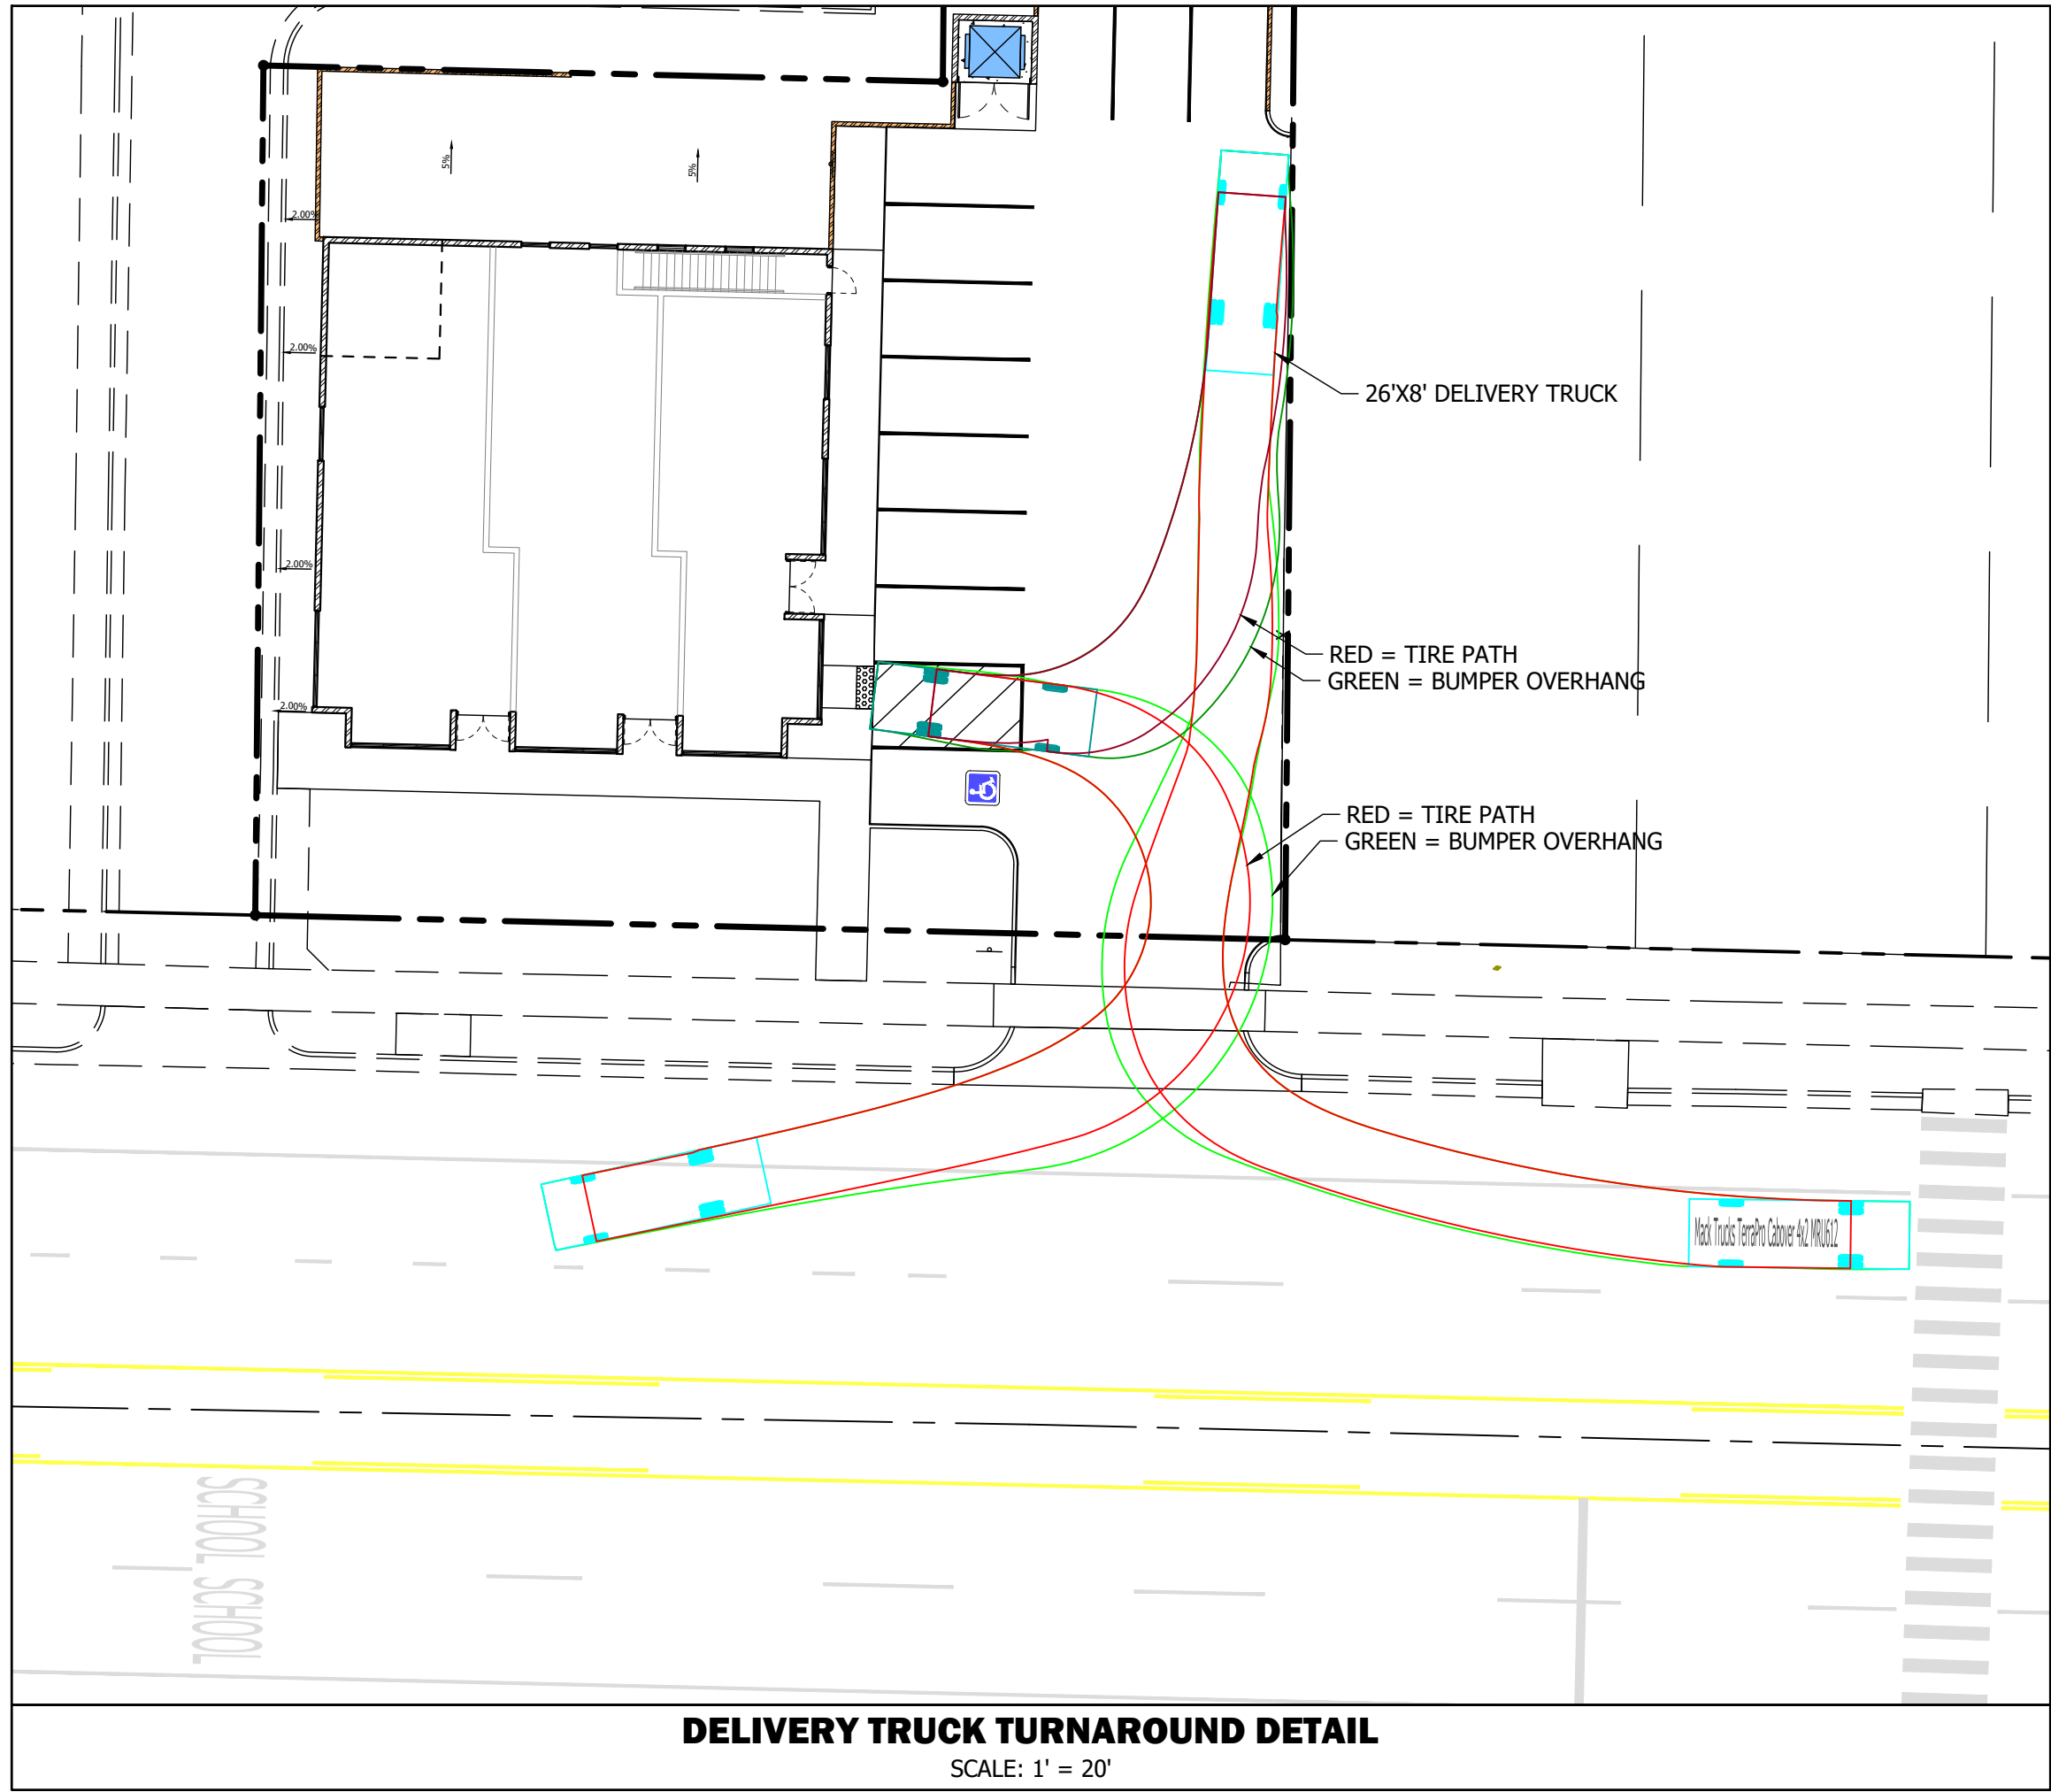 5%
5%
2.00%
2.00%
26'X8' DELIVERY TRUCK
2.00%
RED = TIRE PATH
GREEN = BUMPER OVERHANG
2.00%
RED = TIRE PATH
GREEN = BUMPER OVERHANG
Mack Trucks TerraPro Cabover 4x2 MRU612
SCHOOL SCHOOL
DELIVERY TRUCK TURNAROUND DETAIL
SCALE: 1' = 20'